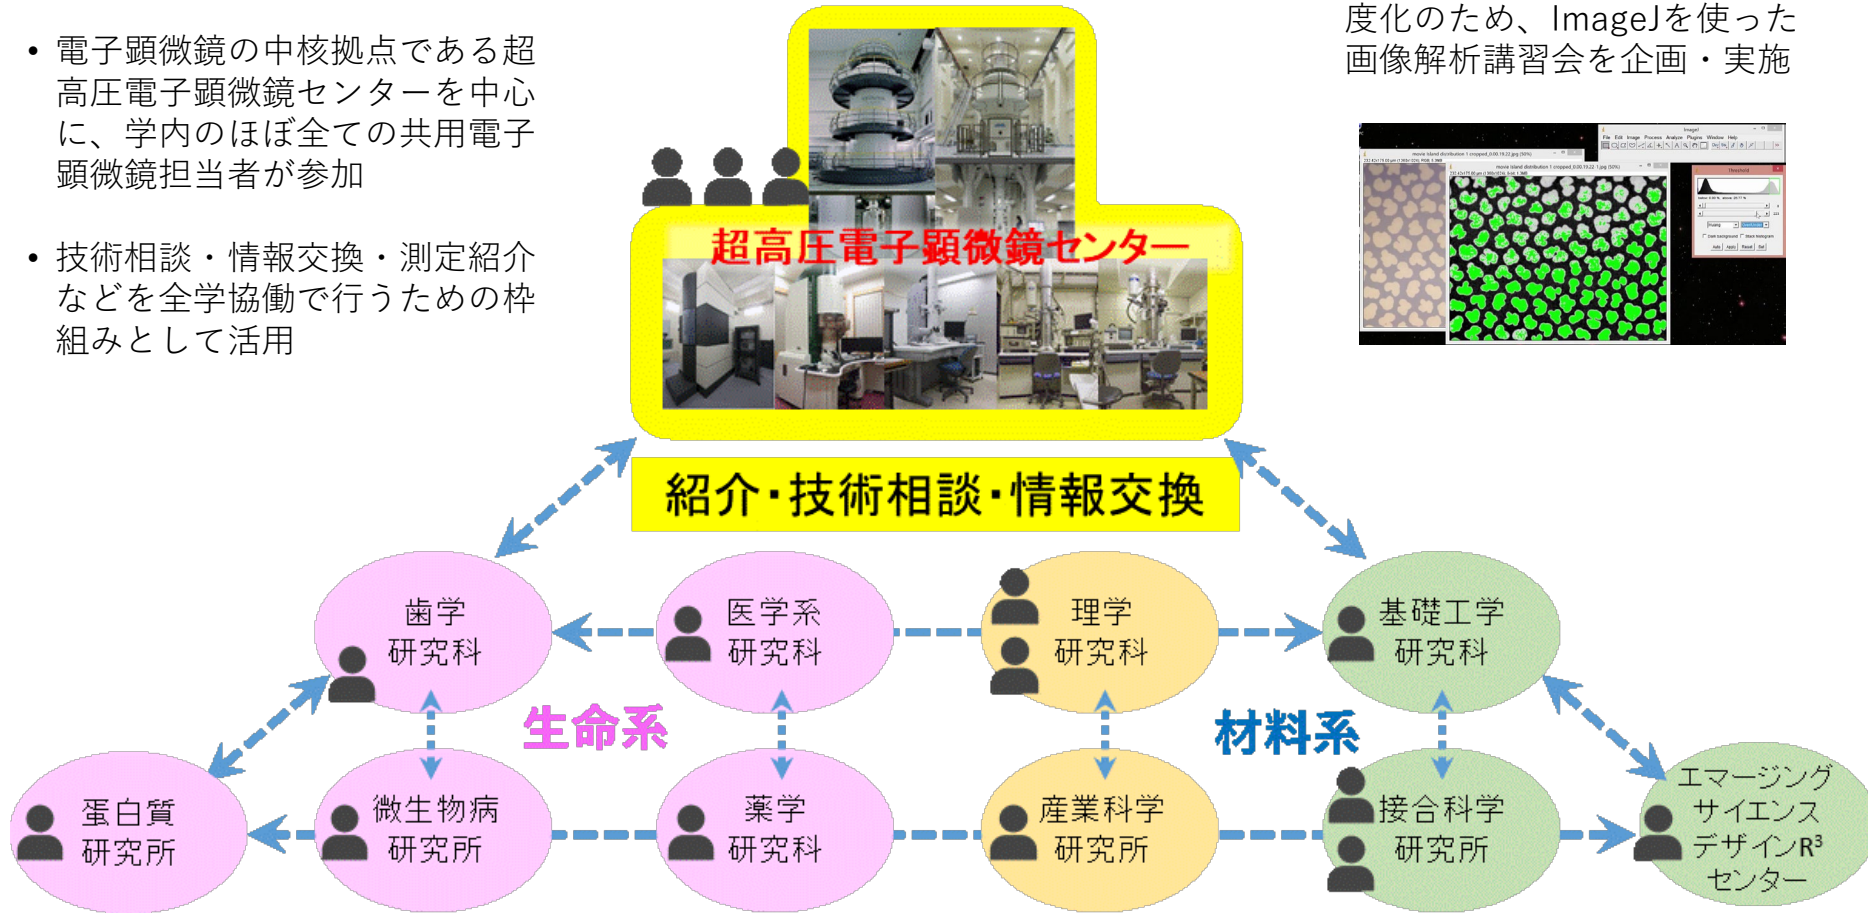 • 電子顕微鏡の中核拠点である超
高圧電子顕微鏡センターを中心
に、学内のほぼ全ての共用電子
顕微鏡担当者が参加
• 技術相談・情報交換・測定紹介
などを全学協働で行うための枠
組みとして活用
度化のため、ImageJを使った
画像解析講習会を企画・実施
ImageJ
File Edit Image Process Analyze Plugins Window Help
Threshold
超高圧電子顕微鏡センター
紹介・技術相談・情報交換
歯学
研究科
医学系
研究科
理学
研究科
基礎工学
研究科
生命系
材料系
蛋白質
研究所
微生物病
研究所
薬学
研究科
産業科学
研究所
接合科学
研究所
エマージング
サイエンス
デザインR³
センター